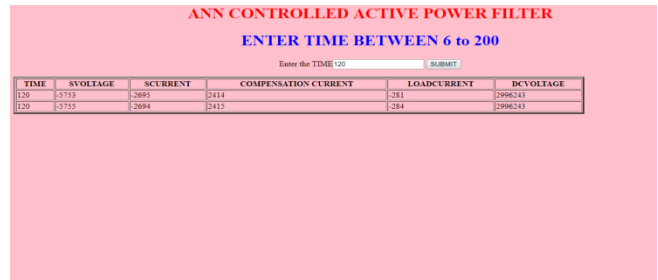 ANN CONTROLLED ACTIVE POWER FILTER
ENTER TIME BETWEEN 6 to 200
Enter the TIME 120 SUBMIT
TIME SVOLTAGE SCURRENT COMPENSATION CURRENT LOADCURRENT DCVOLTAGE
120 -5753 -2695 2414 -281 2996243
120 -5755 -2694 2415 -284 2996243